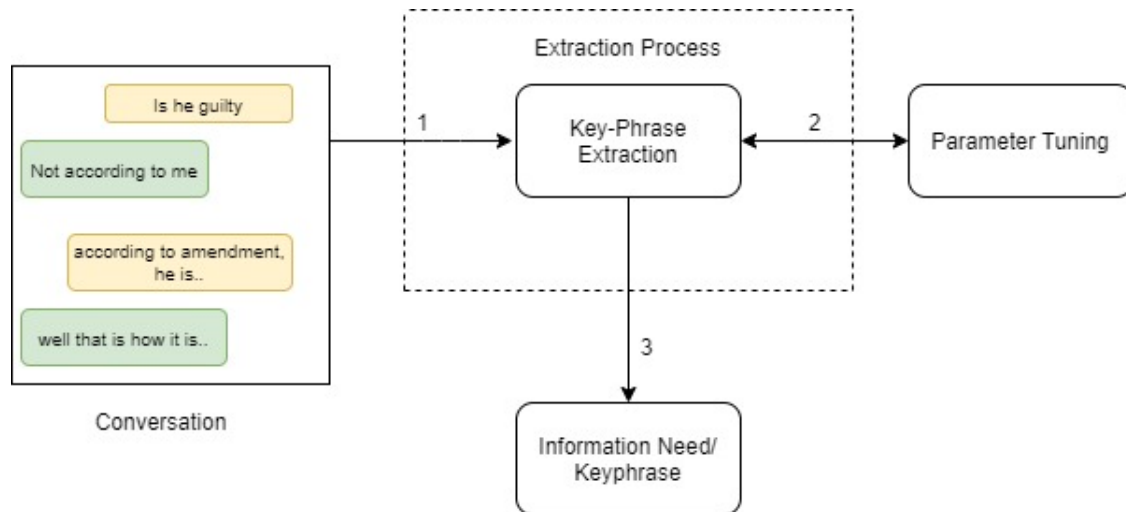 Extraction Process
Is he guilty
Not according to me
according to amendment,
he is..
well that is how it is..
Conversation
1
Key-Phrase
Extraction
2
Parameter Tuning
3
Information Need/
Keyphrase